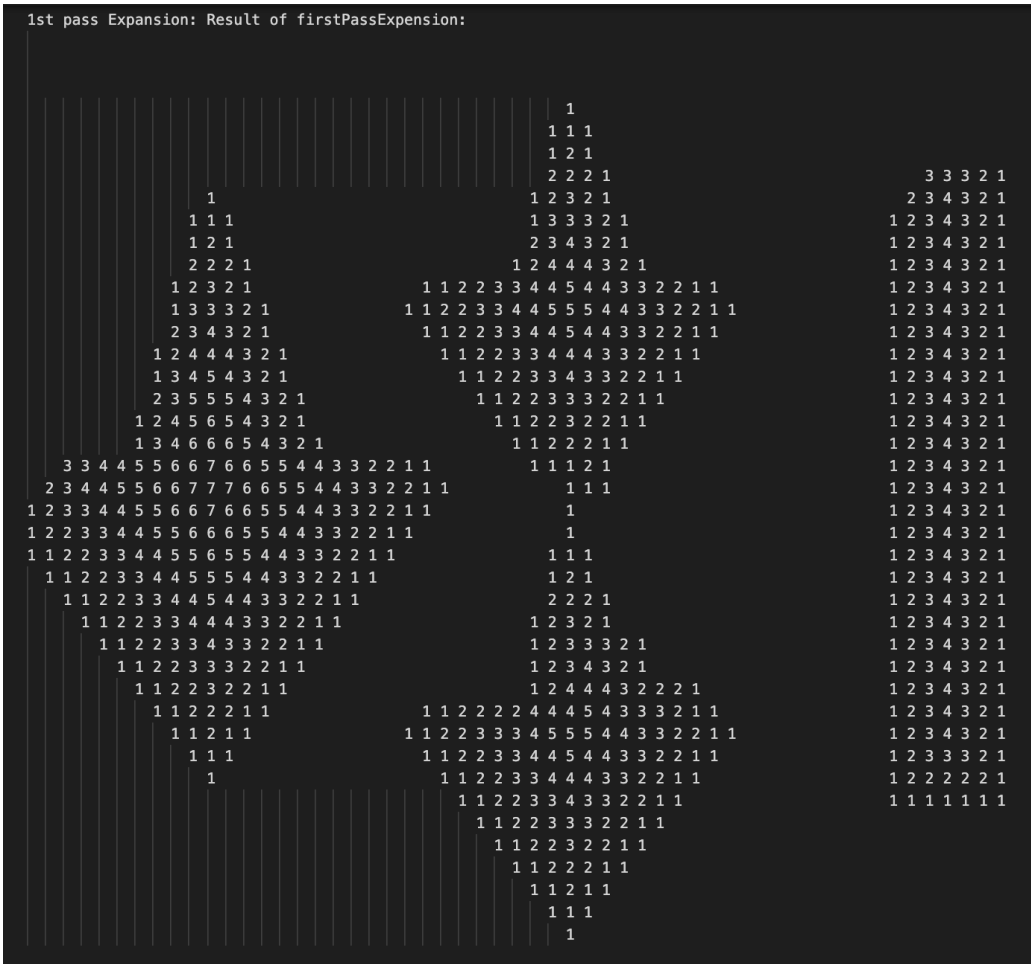 1st pass Expansion: Result of firstPassExpension:
1
1 1 1
1 2 1
2 2 2 1 3 3 3 2 1
1 1 2 3 2 1 2 3 4 3 2 1
1 1 1 1 3 3 3 2 1 1 2 3 4 3 2 1
1 2 1 2 3 4 3 2 1 1 2 3 4 3 2 1
2 2 2 1 1 2 4 4 4 3 2 1 1 2 3 4 3 2 1
1 2 3 2 1 1 1 2 2 3 3 4 4 5 4 4 3 3 2 2 1 1 1 2 3 4 3 2 1
1 3 3 3 2 1 1 1 2 2 3 3 4 4 5 5 5 4 4 3 3 2 2 1 1 1 2 3 4 3 2 1
2 3 4 3 2 1 1 1 2 2 3 3 4 4 5 4 4 3 3 2 2 1 1 1 2 3 4 3 2 1
1 2 4 4 4 3 2 1 1 1 2 2 3 3 4 4 4 3 3 2 2 1 1 1 2 3 4 3 2 1
1 3 4 5 4 3 2 1 1 1 2 2 3 3 4 3 3 2 2 1 1 1 2 3 4 3 2 1
2 3 5 5 5 4 3 2 1 1 1 2 2 3 3 3 2 2 1 1 1 2 3 4 3 2 1
1 2 4 5 6 5 4 3 2 1 1 1 2 2 3 2 2 1 1 1 2 3 4 3 2 1
1 3 4 6 6 6 5 4 3 2 1 1 1 2 2 2 1 1 1 2 3 4 3 2 1
3 3 4 4 5 5 6 6 7 6 6 5 5 4 4 3 3 2 2 1 1 1 1 1 2 1 1 2 3 4 3 2 1
2 3 4 4 5 5 6 6 7 7 7 6 6 5 5 4 4 3 3 2 2 1 1 1 1 1 1 2 3 4 3 2 1
1 2 3 3 4 4 5 5 6 6 7 6 6 5 5 4 4 3 3 2 2 1 1 1 1 2 3 4 3 2 1
1 2 2 3 3 4 4 5 5 6 6 6 5 5 4 4 3 3 2 2 1 1 1 1 2 3 4 3 2 1
1 1 2 2 3 3 4 4 5 5 6 5 5 4 4 3 3 2 2 1 1 1 1 1 1 2 3 4 3 2 1
1 1 2 2 3 3 4 4 5 5 5 4 4 3 3 2 2 1 1 1 2 1 1 2 3 4 3 2 1
1 1 2 2 3 3 4 4 5 4 4 3 3 2 2 1 1 2 2 2 1 1 2 3 4 3 2 1
1 1 2 2 3 3 4 4 4 3 3 2 2 1 1 1 2 3 2 1 1 2 3 4 3 2 1
1 1 2 2 3 3 4 3 3 2 2 1 1 1 2 3 3 3 2 1 1 2 3 4 3 2 1
1 1 2 2 3 3 3 2 2 1 1 1 2 3 4 3 2 1 1 2 3 4 3 2 1
1 1 2 2 3 2 2 1 1 1 2 4 4 4 3 2 2 2 1 1 2 3 4 3 2 1
1 1 2 2 2 1 1 1 1 2 2 2 2 4 4 4 5 4 3 3 3 2 1 1 1 2 3 4 3 2 1
1 1 2 1 1 1 1 2 2 3 3 3 4 5 5 5 4 4 3 3 2 2 1 1 1 2 3 4 3 2 1
1 1 1 1 1 2 2 3 3 4 4 5 4 4 3 3 2 2 1 1 1 2 3 3 3 2 1
1 1 1 2 2 3 3 4 4 4 3 3 2 2 1 1 1 2 2 2 2 2 1
1 1 2 2 3 3 4 3 3 2 2 1 1 1 1 1 1 1 1 1
1 1 2 2 3 3 3 2 2 1 1
1 1 2 2 3 2 2 1 1
1 1 2 2 2 1 1
1 1 2 1 1
1 1 1
1